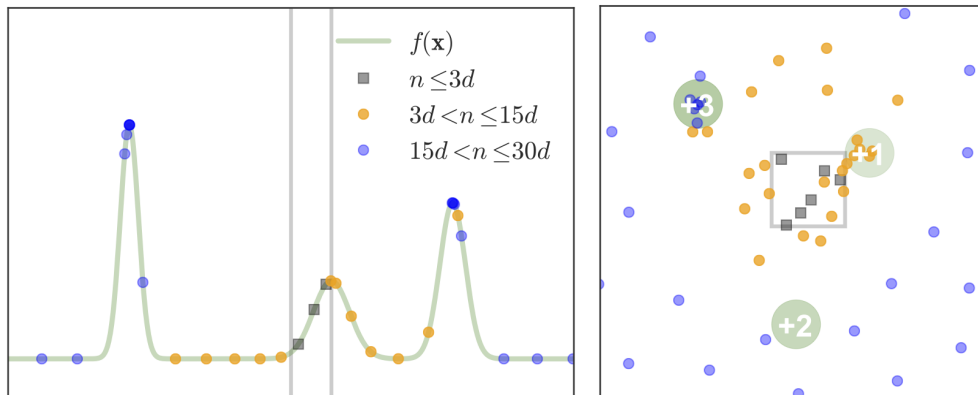 f(x)
n ≤3d
3d <n ≤15d
15d <n ≤30d
+3
+1
+2